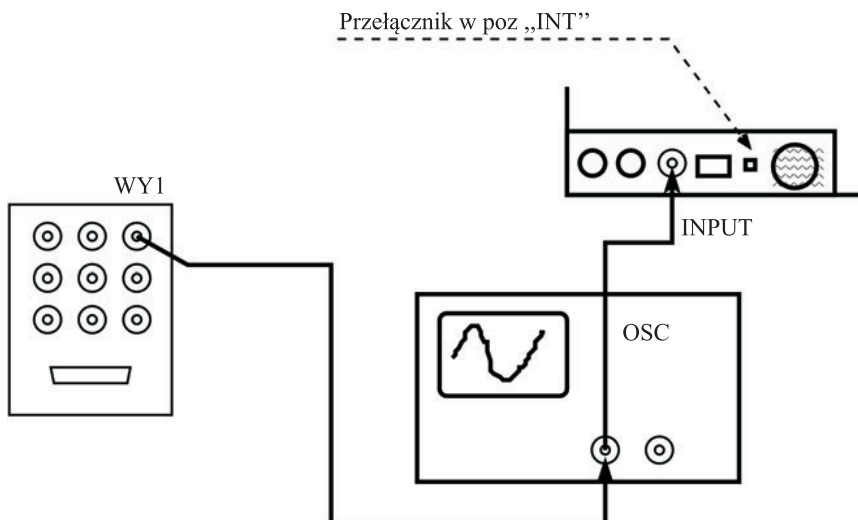 Przełącznik w poz „INT”
WY1
INPUT
OSC